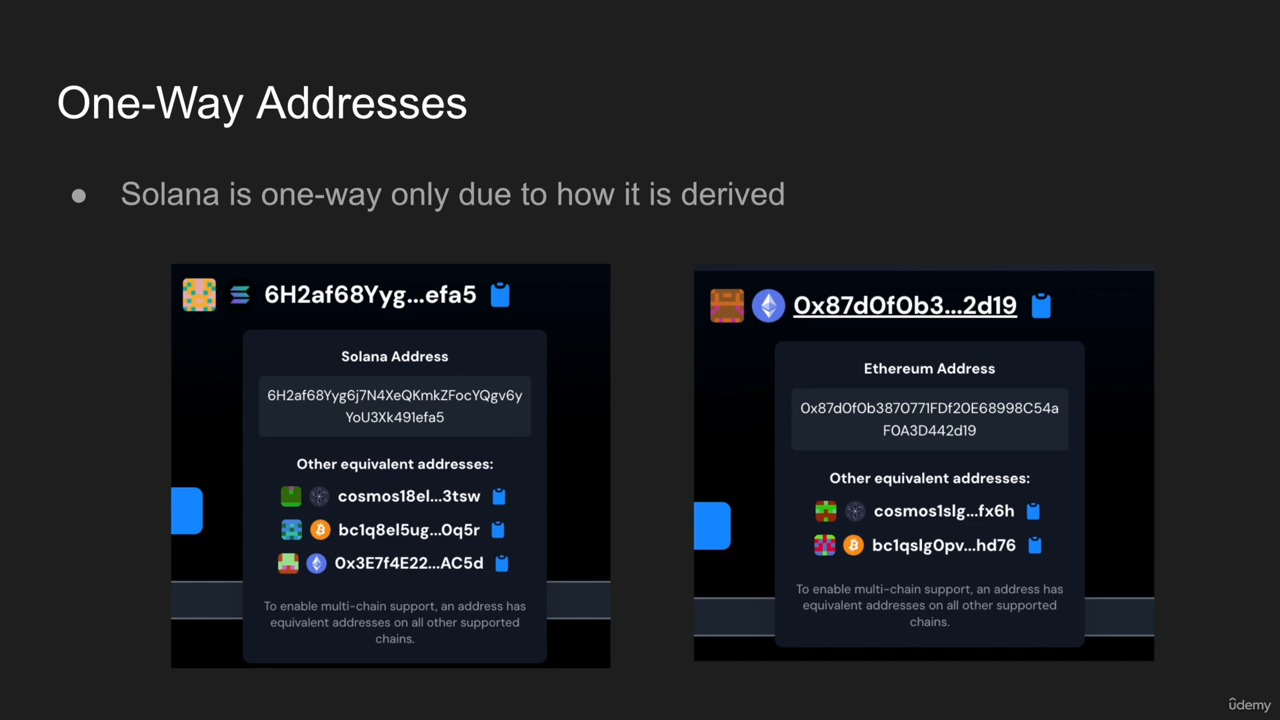 One-Way Addresses
● Solana is one-way only due to how it is derived
6H2af68Yyg...efa5
Solana Address
6H2af68Yyg6j7N4XeQKmkZFocYQgv6y
YoU3Xk491efa5
Other equivalent addresses:
cosmos18el...3tsw
bc1q8el5ug...0q5r
0x3E7f4E22...AC5d
To enable multi-chain support, an address has
equivalent addresses on all other supported
chains.
0x87d0f0b3...2d19
Ethereum Address
0x87d0f0b3870771FDf20E68998C54a
F0A3D442d19
Other equivalent addresses:
cosmos1slg...fx6h
bc1qslg0pv...hd76
To enable multi-chain support, an address has
equivalent addresses on all other supported
chains.
ûdemy